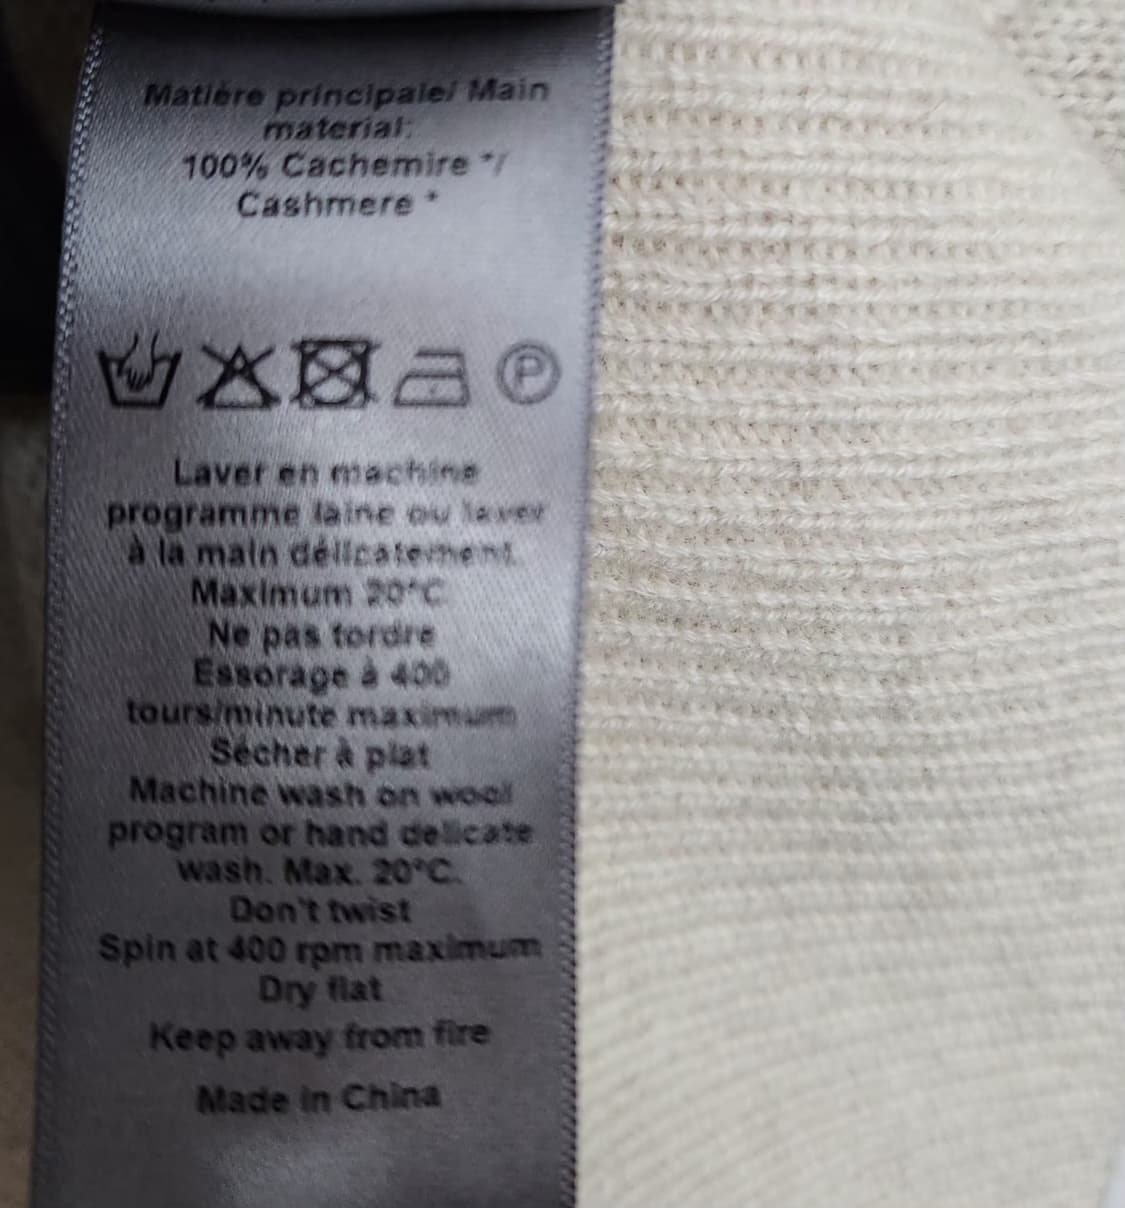 Matière principale/ Main
material:
100% Cachemire */
Cashmere *
P
Laver en machine
programme laine ou laver
à la main délicatement.
Maximum 20°C
Ne pas tordre
Essorage à 400
tours/minute maximum
Sécher à plat
Machine wash on wool
program or hand delicate
wash. Max. 20°C.
Don't twist
Spin at 400 rpm maximum
Dry flat
Keep away from fire
Made in China